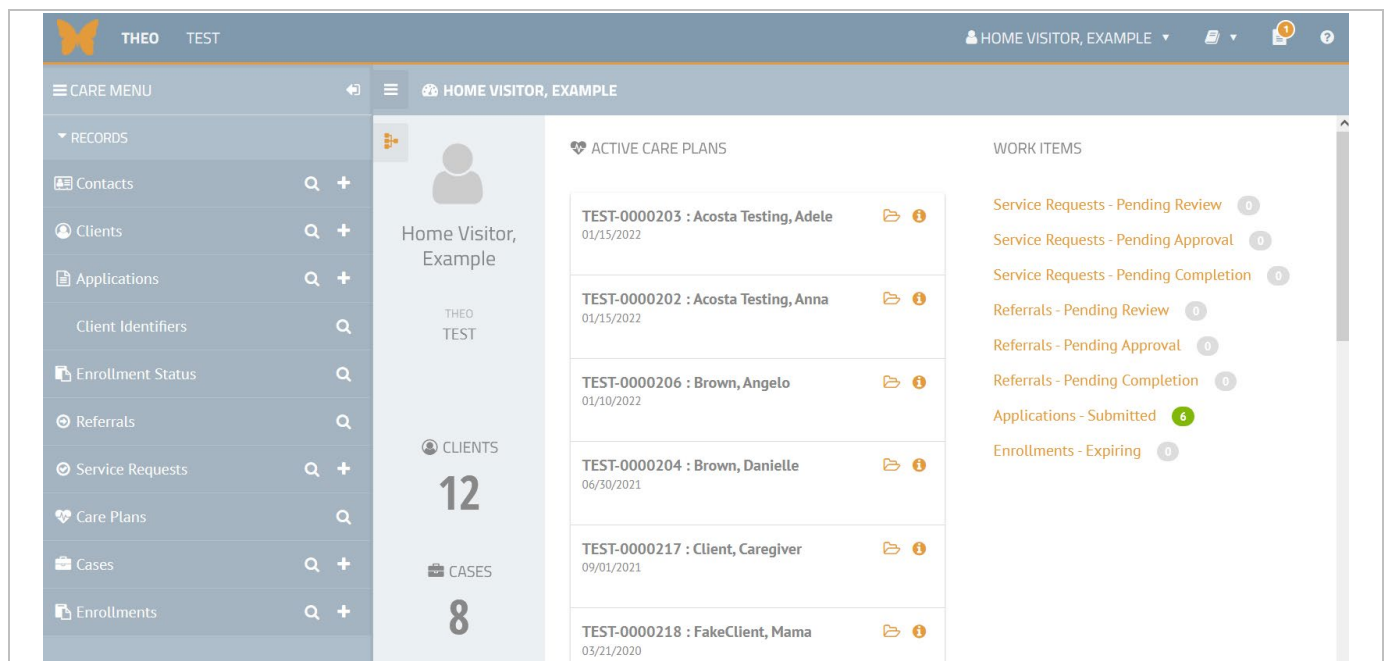 THEO TEST
HOME VISITOR, EXAMPLE
1
CARE MENU
HOME VISITOR, EXAMPLE
RECORDS
Contacts
Clients
Applications
Client Identifiers
Enrollment Status
Referrals
Service Requests
Care Plans
Cases
Enrollments
Home Visitor,
Example
THEO
TEST
CLIENTS
12
CASES
8
ACTIVE CARE PLANS
TEST-0000203 : Acosta Testing, Adele
01/15/2022
TEST-0000202 : Acosta Testing, Anna
01/15/2022
TEST-0000206 : Brown, Angelo
01/10/2022
TEST-0000204 : Brown, Danielle
06/30/2021
TEST-0000217 : Client, Caregiver
09/01/2021
TEST-0000218 : FakeClient, Mama
03/21/2020
WORK ITEMS
Service Requests - Pending Review 0
Service Requests - Pending Approval 0
Service Requests - Pending Completion 0
Referrals - Pending Review 0
Referrals - Pending Approval 0
Referrals - Pending Completion 0
Applications - Submitted 6
Enrollments - Expiring 0